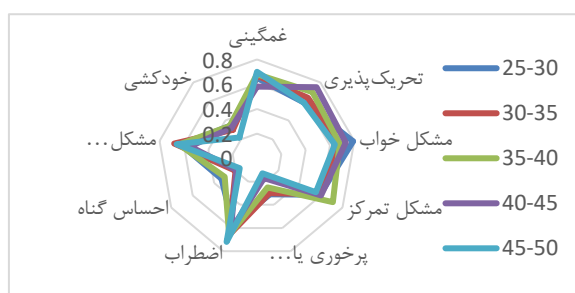 غمگینی
تحریک‌پذیری
مشکل خواب
مشکل تمرکز
پرخوری یا...
اضطراب
احساس گناه
مشکل...
خودکشی
0.8
0.6
0.4
0.2
0
25-30
30-35
35-40
40-45
45-50